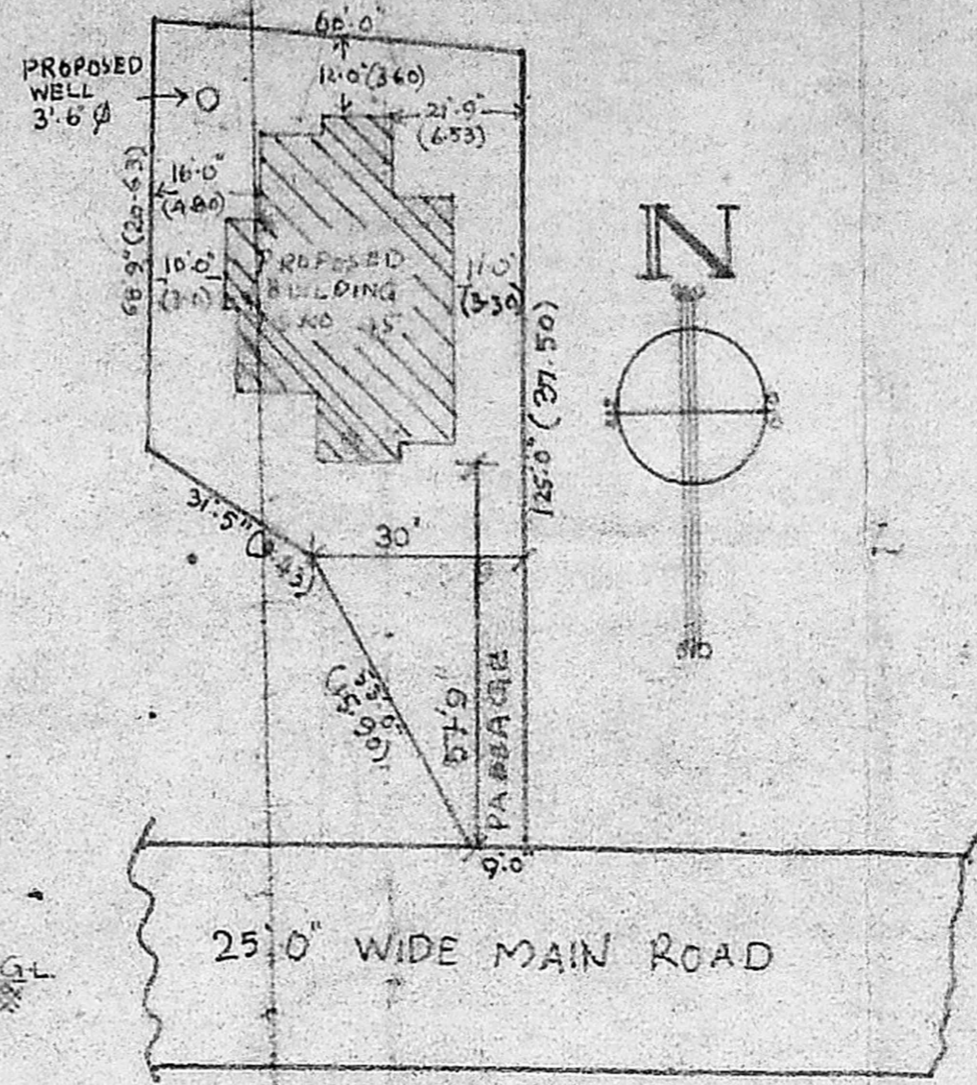 60'.0"
PROPOSED
WELL
3'.6" Ø
12.0"(3.60)
21'.9"
(6.53)
68'.9" (20.63)
16'.0"
(4.80)
10'.0"
PROPOSED
BUILDING
11'.0"
(3.30)
N
125'.0" (37.50)
31'.5" (9.43)
30'
57'.9"
PASSAGE
9'.0"
25'.0" WIDE MAIN ROAD
G.L.